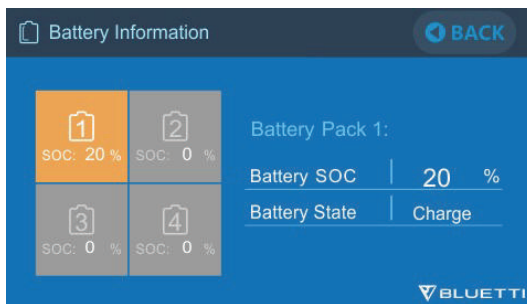 Battery Information
BACK
1
SOC: 20 %
2
SOC: 0 %
3
SOC: 0 %
4
SOC: 0 %
Battery Pack 1:
Battery SOC 20 %
Battery State Charge
BLUETTI